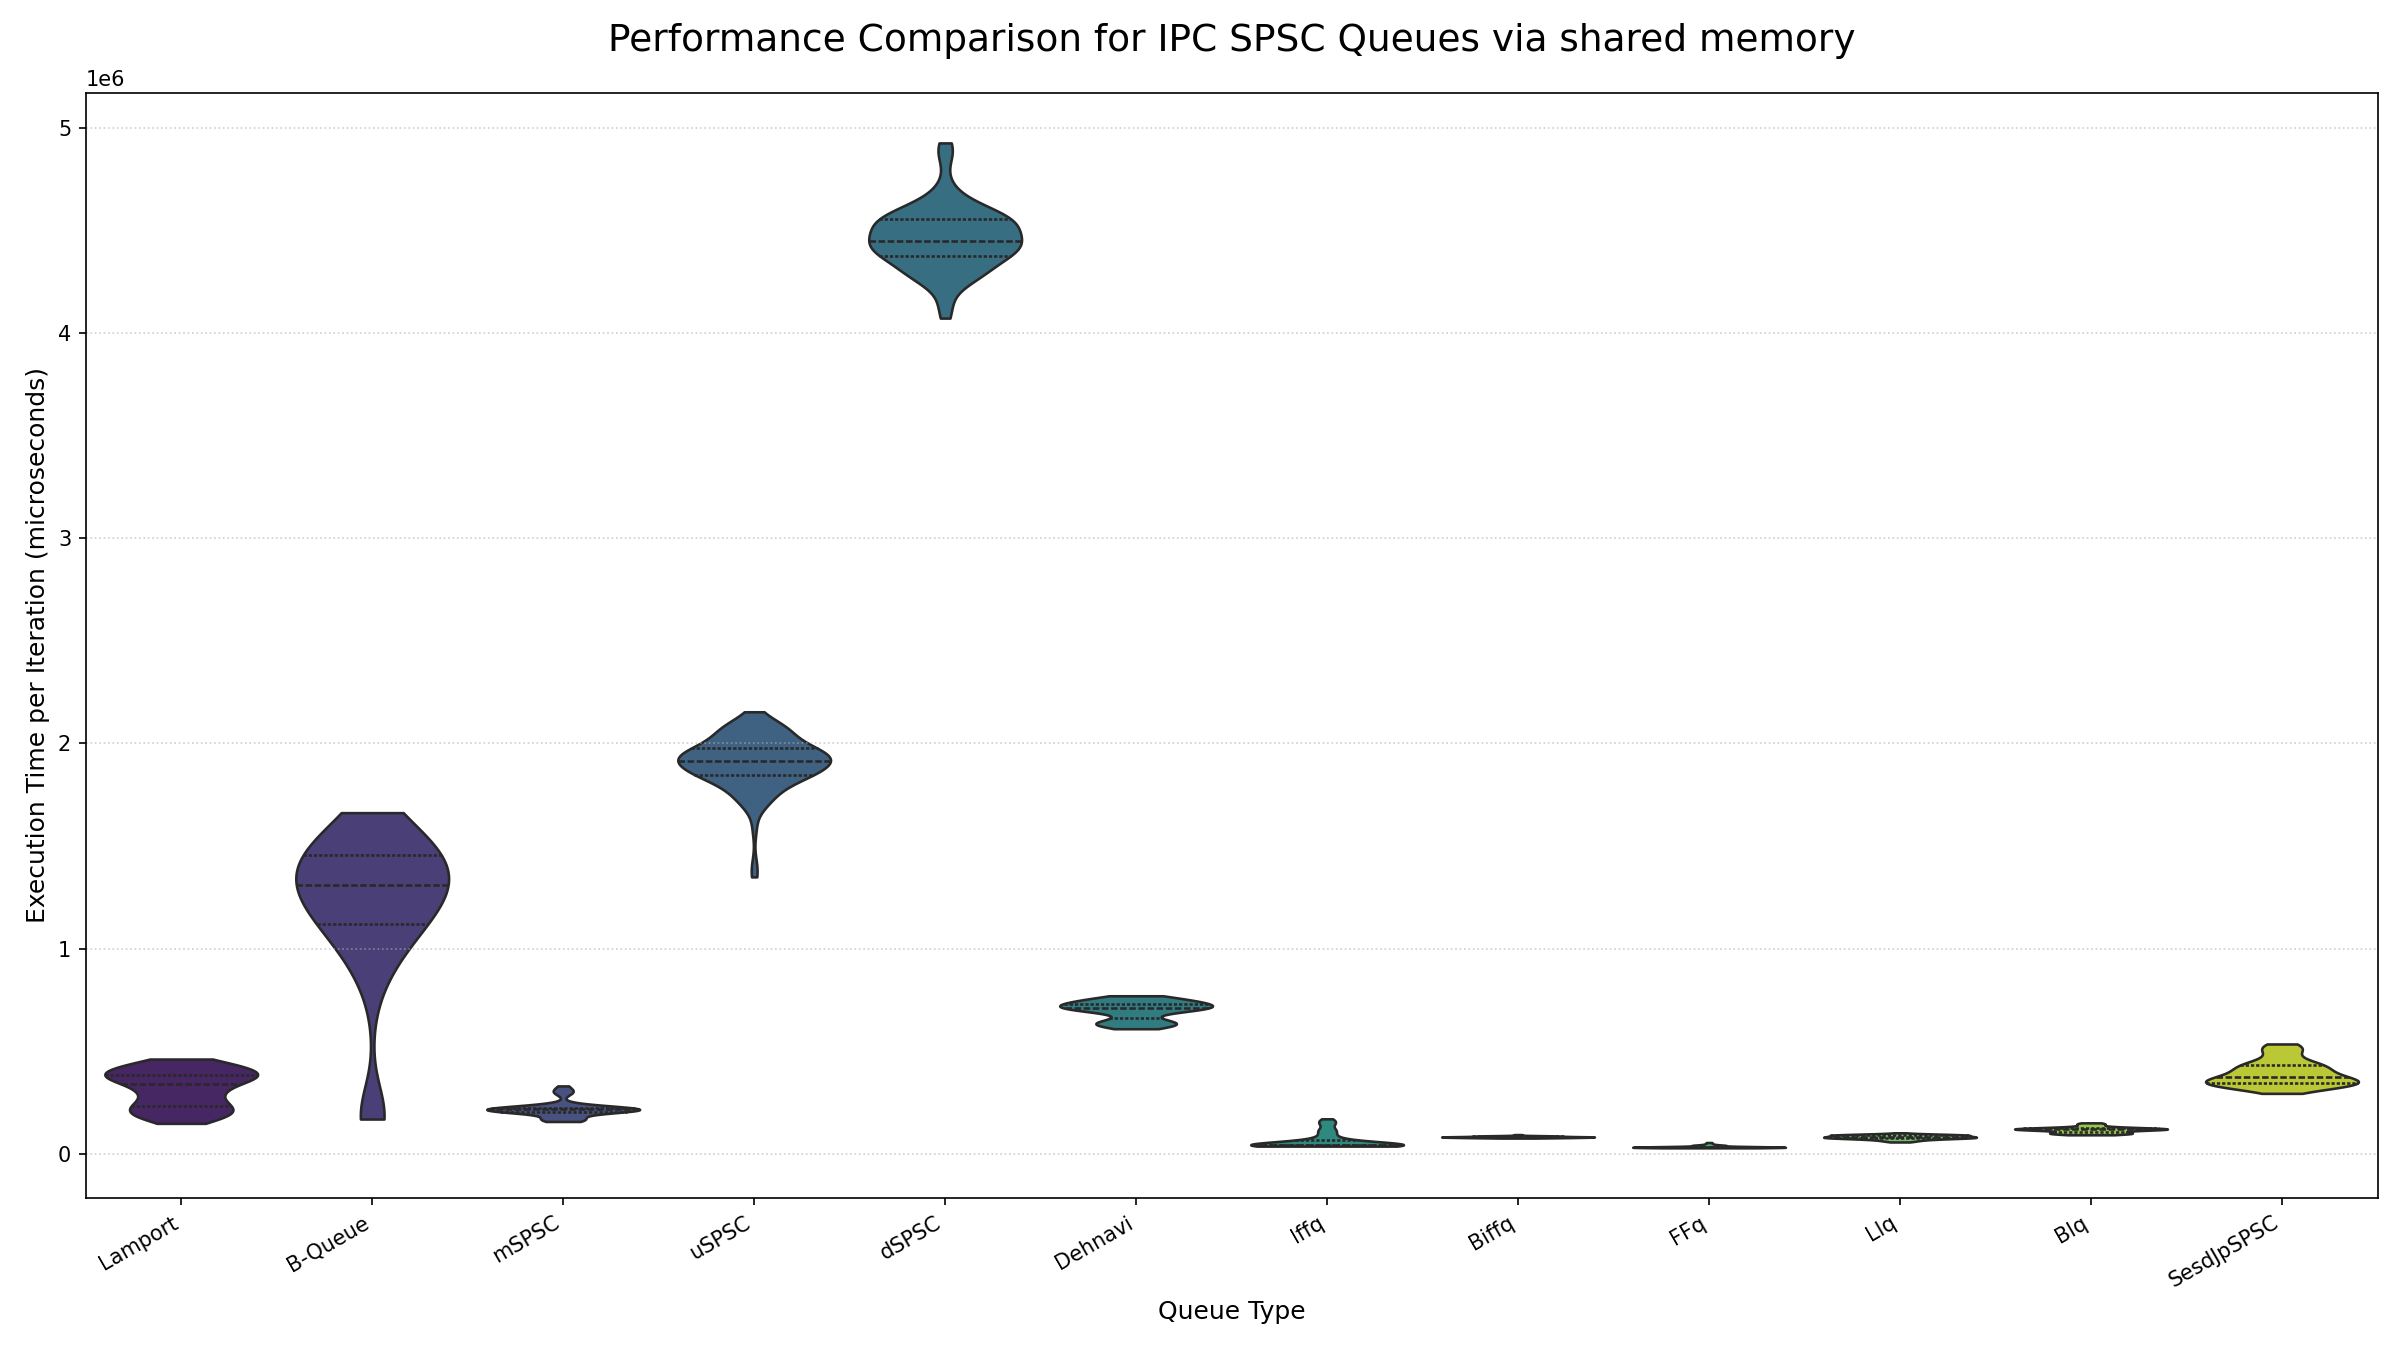 Performance Comparison for IPC SPSC Queues via shared memory
1e6
5
4
3
2
1
0
Execution Time per Iteration (microseconds)
Lamport
B-Queue
mSPSC
uSPSC
dSPSC
Dehnavi
Iffq
Biffq
FFq
Llq
Blq
SesdJpSPSC
Queue Type